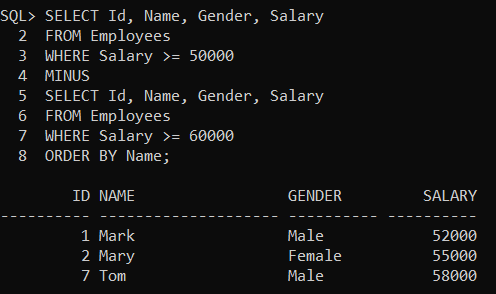 SQL> SELECT Id, Name, Gender, Salary
  2  FROM Employees
  3  WHERE Salary >= 50000
  4  MINUS
  5  SELECT Id, Name, Gender, Salary
  6  FROM Employees
  7  WHERE Salary >= 60000
  8  ORDER BY Name;

        ID NAME                 GENDER         SALARY
---------- -------------------- ---------- ----------
         1 Mark                 Male            52000
         2 Mary                 Female          55000
         7 Tom                  Male            58000